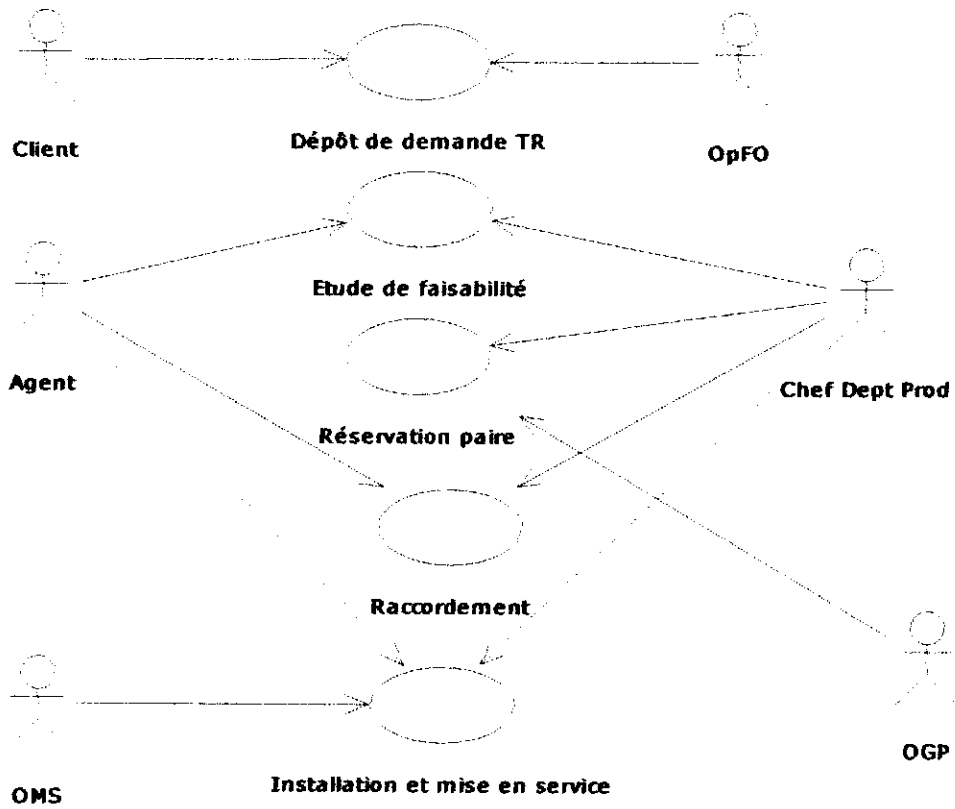 Client
Dépôt de demande TR
OpFO
Etude de faisabilité
Agent
Chef Dept Prod
Réservation paire
Raccordement
OGP
OMS
Installation et mise en service